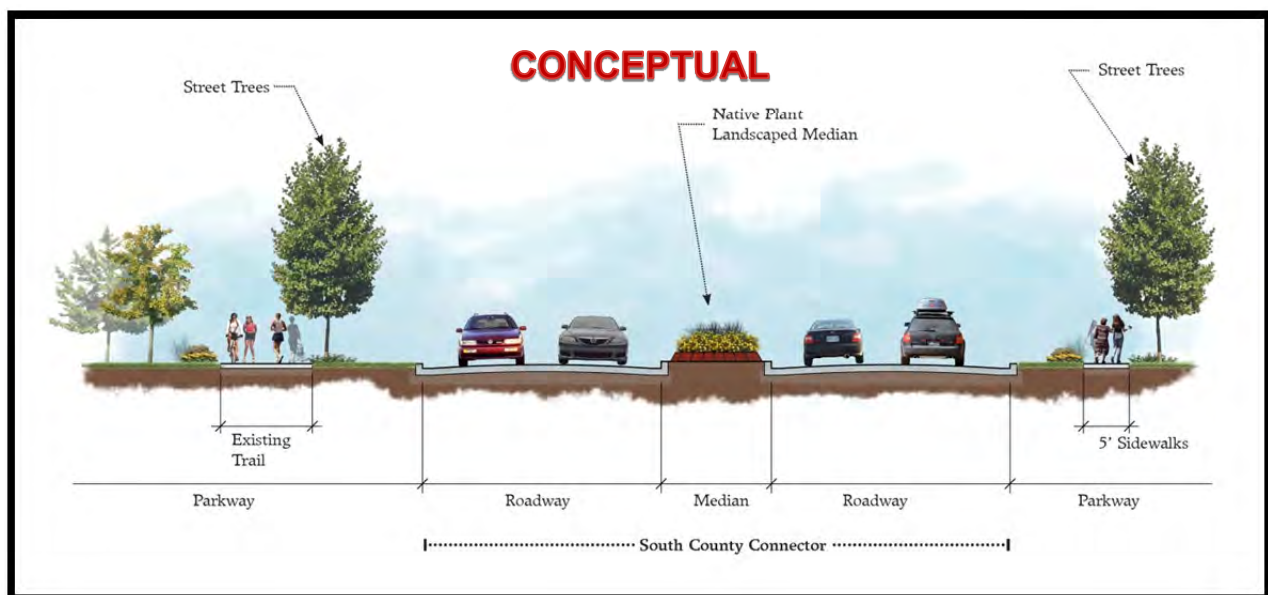 CONCEPTUAL
Street Trees
Street Trees
Native Plant
Landscaped Median
Existing
Trail
5' Sidewalks
Parkway
Roadway
Median
Roadway
Parkway
South County Connector